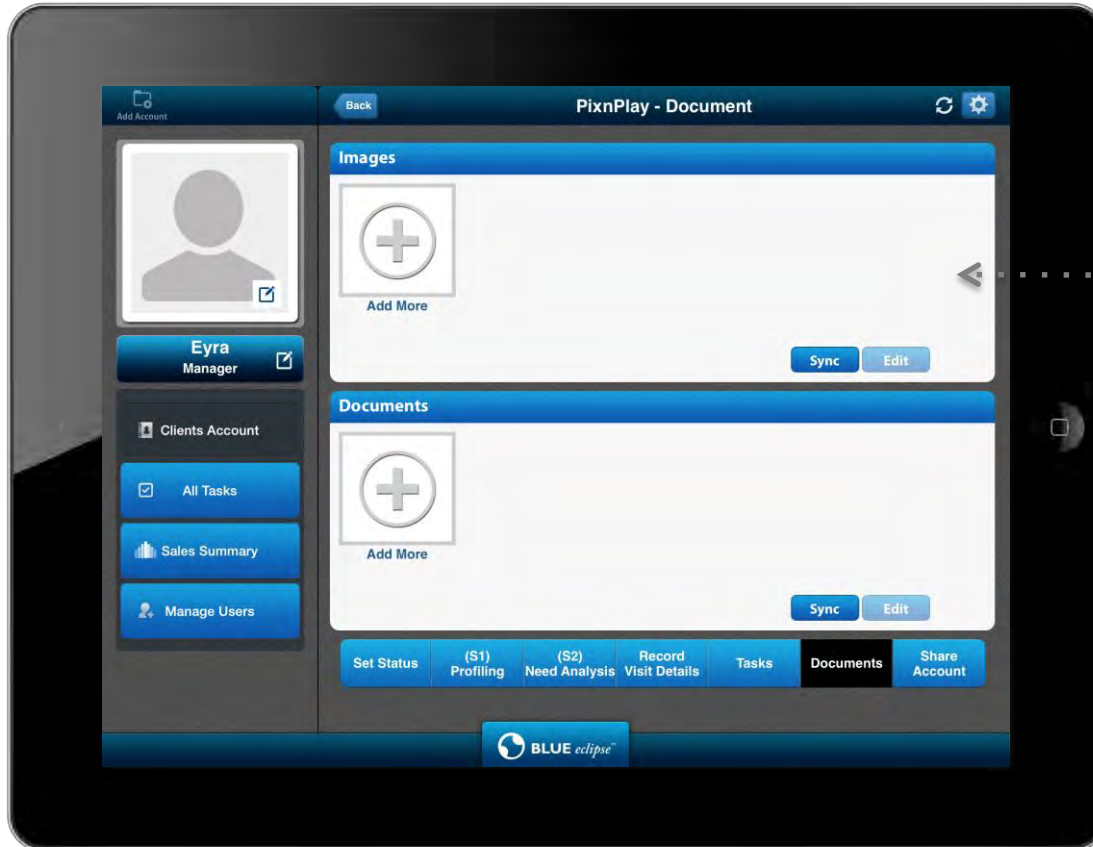 Add Account
Back
PixnPlay - Document
Images
Add More
Sync
Edit
Eyra
Manager
Clients Account
All Tasks
Sales Summary
Manage Users
Documents
Add More
Sync
Edit
Set Status
(S1)
Profiling
(S2)
Need Analysis
Record
Visit Details
Tasks
Documents
Share
Account
BLUE eclipse™